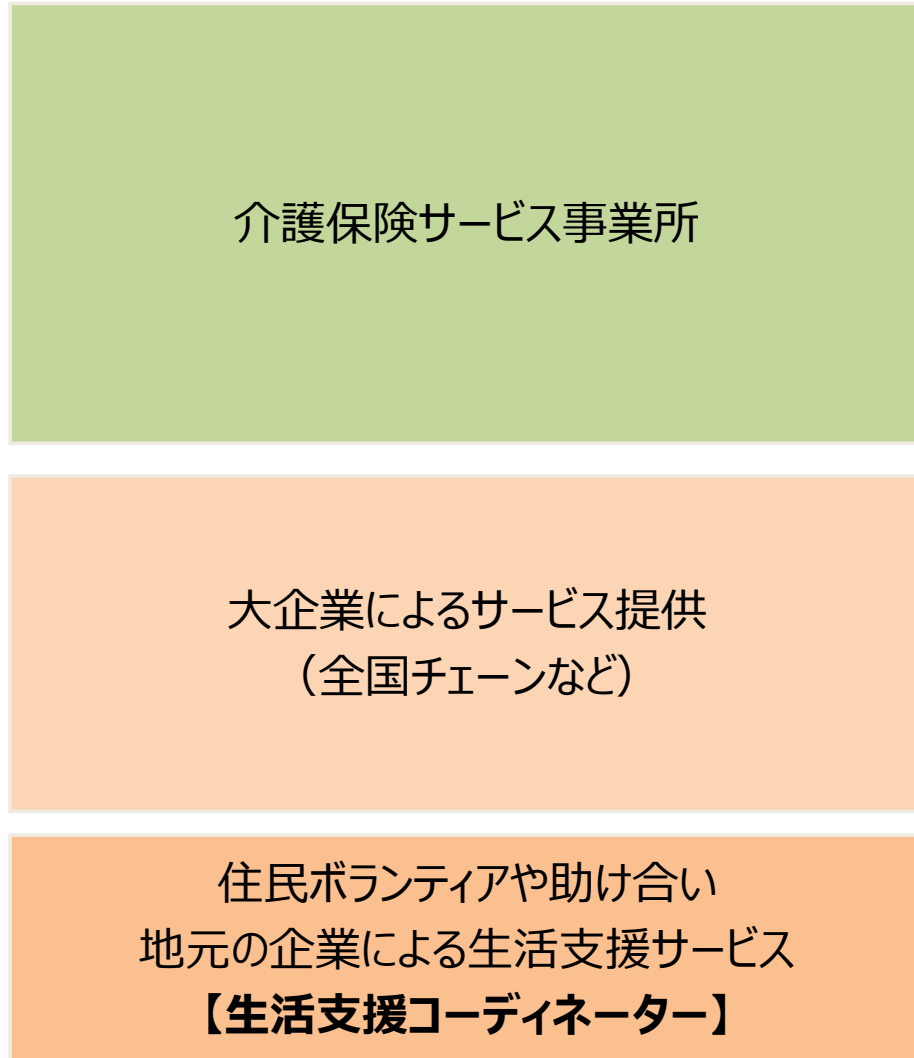 介護保険サービス事業所
大企業によるサービス提供
（全国チェーンなど）
住民ボランティアや助け合い
地元の企業による生活支援サービス
【生活支援コーディネーター】